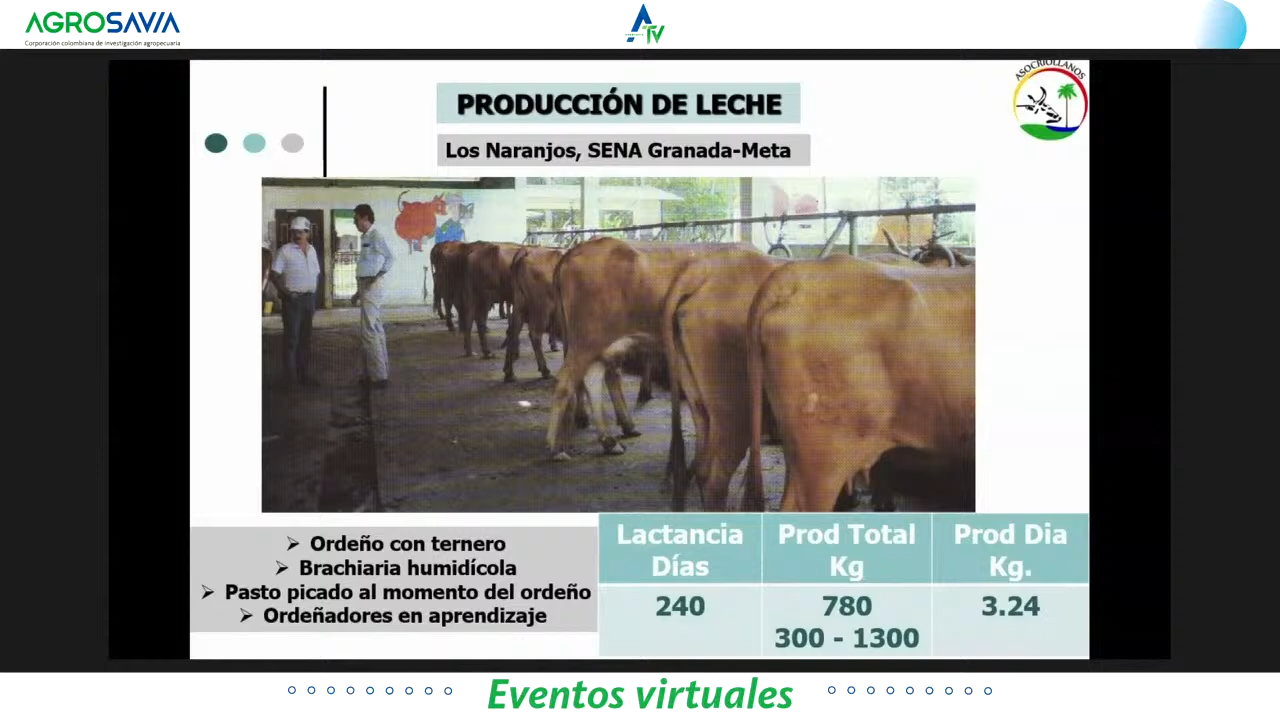 AGROSAVIA
Corporación colombiana de investigación agropecuaria
TV
ASOCRIOLLANOS
PRODUCCIÓN DE LECHE
Los Naranjos, SENA Granada-Meta
➢ Ordeño con ternero
➢ Brachiaria humidícola
➢ Pasto picado al momento del ordeño
➢ Ordeñadores en aprendizaje
Lactancia Días
Prod Total Kg
Prod Dia Kg.
240
780
3.24
300 - 1300
Eventos virtuales